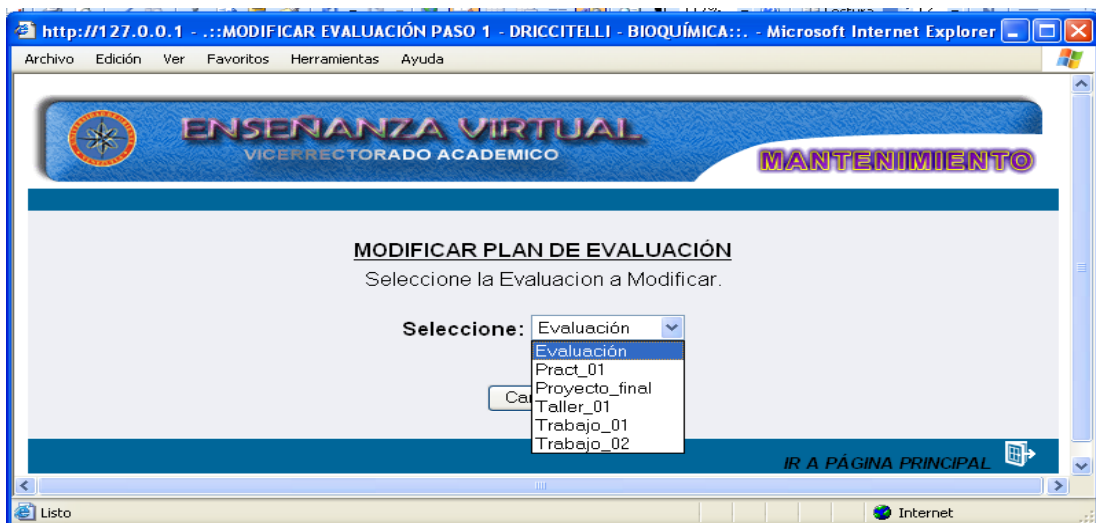 http://127.0.0.1 - .::MODIFICAR EVALUACIÓN PASO 1 - DRICCITELLI - BIOQUÍMICA::. - Microsoft Internet Explorer
Archivo Edición Ver Favoritos Herramientas Ayuda
ENSEÑANZA VIRTUAL
VICERRECTORADO ACADEMICO
MANTENIMIENTO
MODIFICAR PLAN DE EVALUACIÓN
Seleccione la Evaluacion a Modificar.
Seleccione: Evaluación
Evaluación
Pract_01
Proyecto_final
Taller_01
Trabajo_01
Trabajo_02
IR A PÁGINA PRINCIPAL
Listo Internet